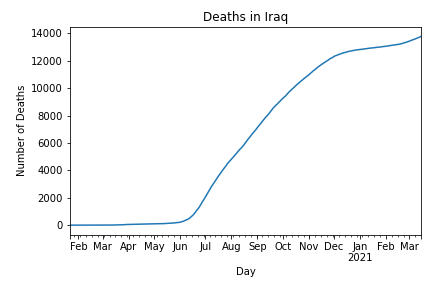 Deaths in Iraq
Number of Deaths
14000
12000
10000
8000
6000
4000
2000
0
Feb Mar Apr May Jun Jul Aug Sep Oct Nov Dec Jan Feb Mar
2021
Day